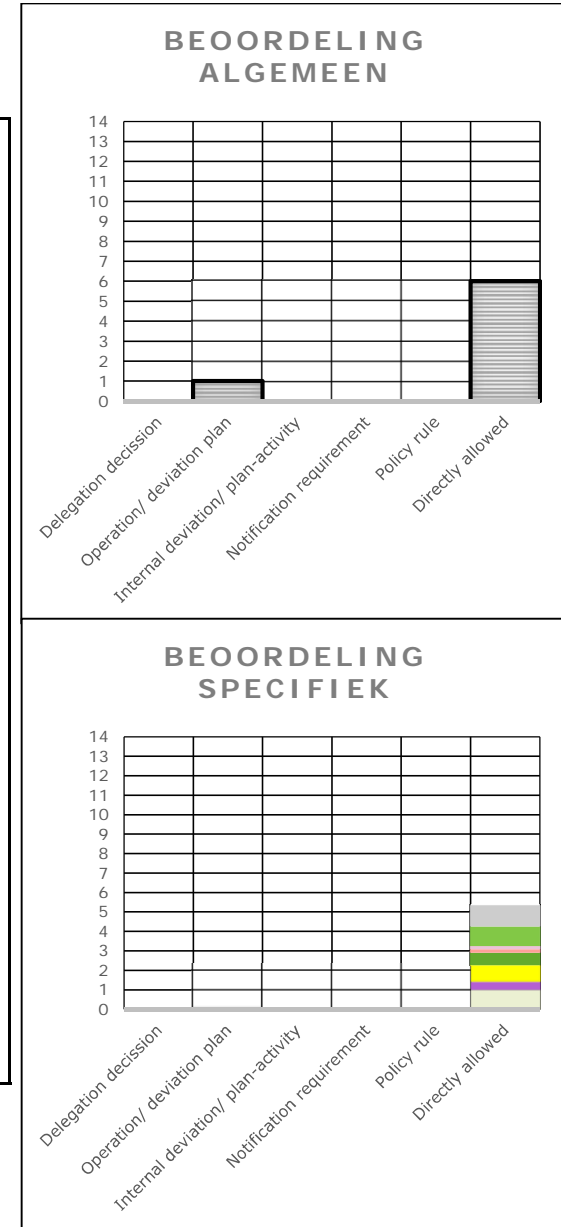 BEOORDELING
ALGEMEEN
14
13
12
11
10
9
8
7
6
5
4
3
2
1
0
Delegation decission
Operation/ deviation plan
Internal deviation/ plan-activity
Notification requirement
Policy rule
Directly allowed
BEOORDELING
SPECIFIEK
14
13
12
11
10
9
8
7
6
5
4
3
2
1
0
Delegation decission
Operation/ deviation plan
Internal deviation/ plan-activity
Notification requirement
Policy rule
Directly allowed